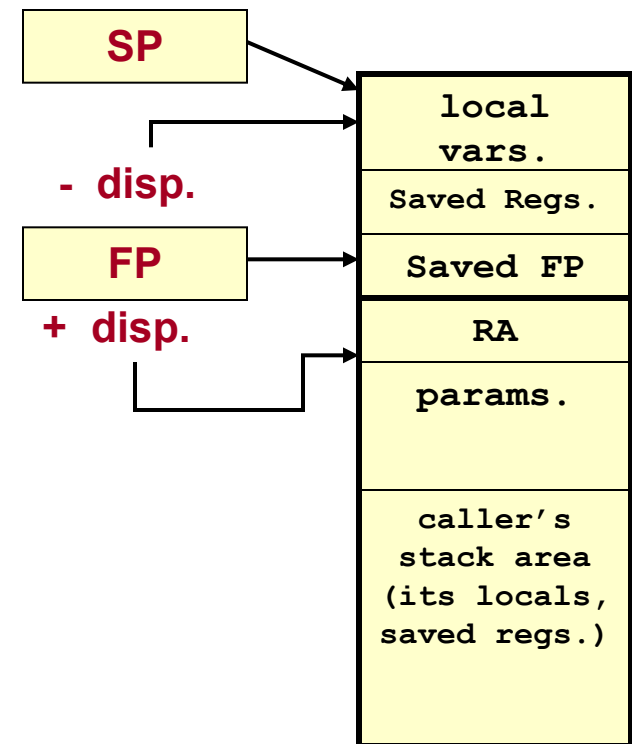 SP
- disp.
FP
+ disp.
local
vars.
Saved Regs.
Saved FP
RA
params.
caller's
stack area
(its locals,
saved regs.)